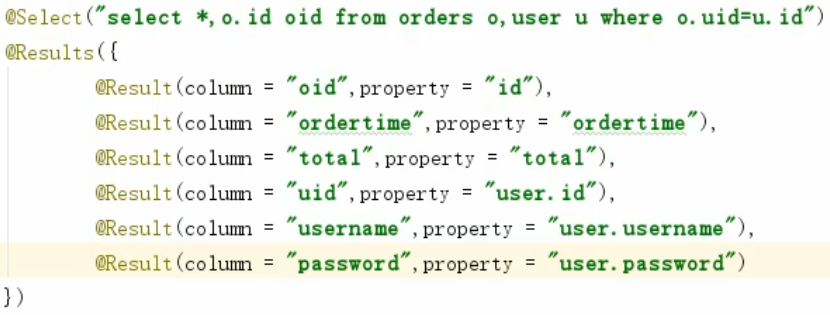 @Select("select *,o.id oid from orders o,user u where o.uid=u.id")
@Results({
@Result(column = "oid",property = "id"),
@Result(column = "ordertime",property = "ordertime"),
@Result(column = "total",property = "total"),
@Result(column = "uid",property = "user.id"),
@Result(column = "username",property = "user.username"),
@Result(column = "password",property = "user.password")
})